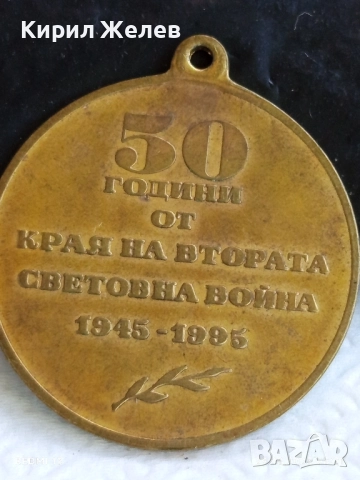 Кирил Желев
50
ГОДИНИ
ОТ
КРАЯ НА ВТОРАТА
СВЕТОВНА ВОЙНА
1945-1995
BAZAR